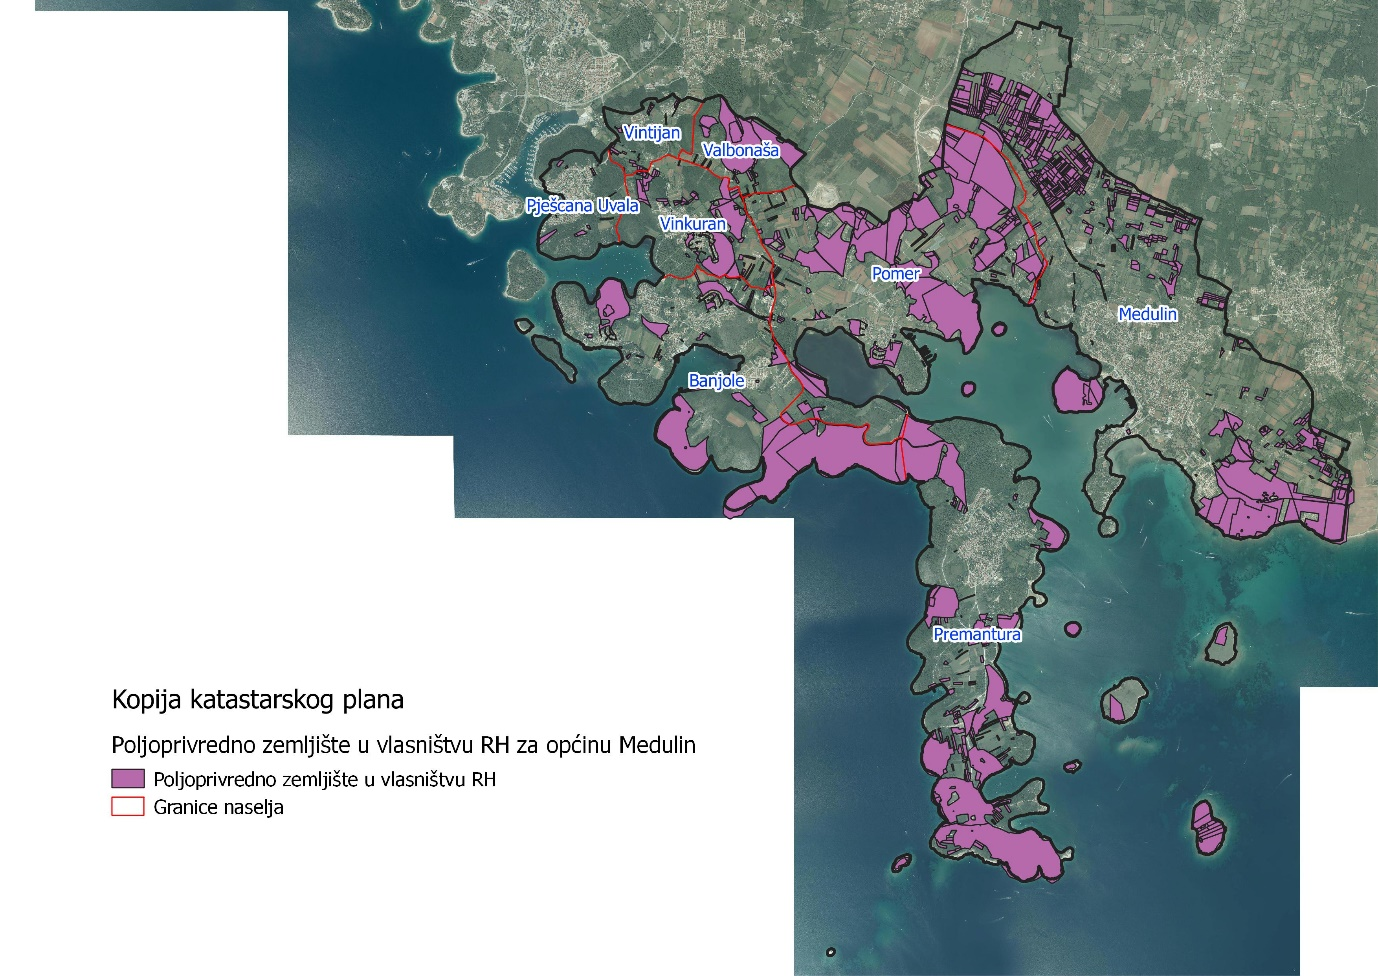 Vintijan
Valbonaša
Pješcana Uvala
Vinkuran
Pomer
Medulin
Banjole
Premantura
Kopija katastarskog plana
Poljoprivredno zemljište u vlasništvu RH za općinu Medulin
Poljoprivredno zemljište u vlasništvu RH
Granice naselja